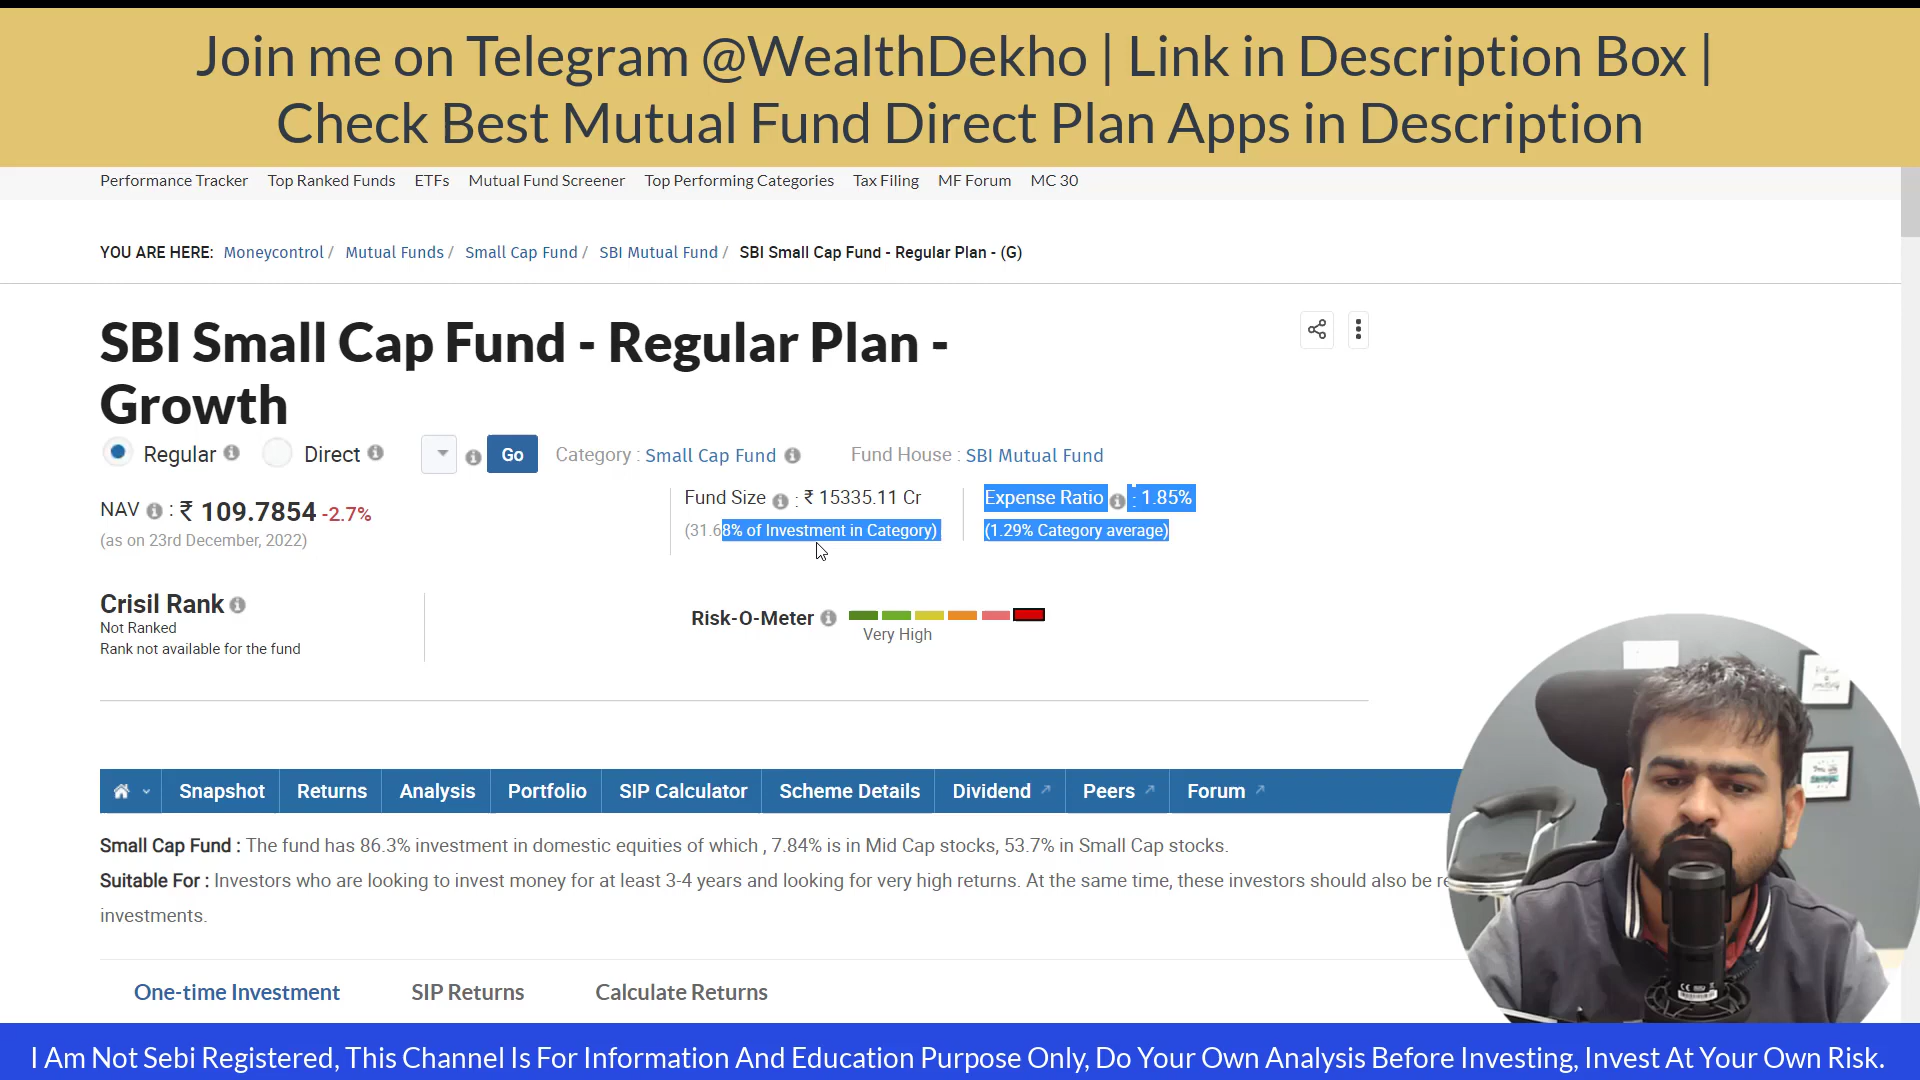 Join me on Telegram @WealthDekho | Link in Description Box |
Check Best Mutual Fund Direct Plan Apps in Description
Performance Tracker Top Ranked Funds ETFs Mutual Fund Screener Top Performing Categories Tax Filing MF Forum MC 30
YOU ARE HERE: Moneycontrol / Mutual Funds / Small Cap Fund / SBI Mutual Fund / SBI Small Cap Fund - Regular Plan - (G)
SBI Small Cap Fund - Regular Plan -
Growth
Regular Direct Go Category : Small Cap Fund Fund House : SBI Mutual Fund
NAV : ₹ 109.7854 -2.7%
(as on 23rd December, 2022)
Fund Size : ₹ 15335.11 Cr
(31.68% of Investment in Category)
Expense Ratio : 1.85%
(1.29% Category average)
Crisil Rank
Not Ranked
Rank not available for the fund
Risk-O-Meter
Very High
Snapshot Returns Analysis Portfolio SIP Calculator Scheme Details Dividend Peers Forum
Small Cap Fund : The fund has 86.3% investment in domestic equities of which , 7.84% is in Mid Cap stocks, 53.7% in Small Cap stocks.
Suitable For : Investors who are looking to invest money for at least 3-4 years and looking for very high returns. At the same time, these investors should also be
investments.
One-time Investment SIP Returns Calculate Returns
I Am Not Sebi Registered, This Channel Is For Information And Education Purpose Only, Do Your Own Analysis Before Investing, Invest At Your Own Risk.